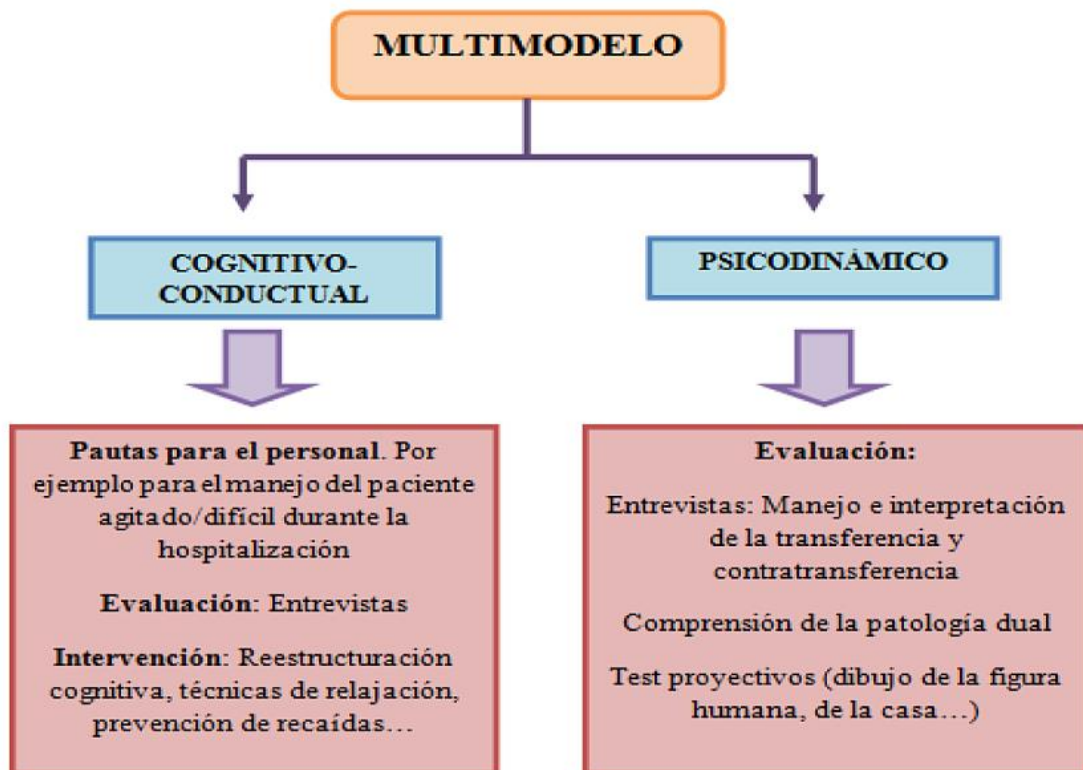 MULTIMODELO
COGNITIVO-
CONDUCTUAL
PSICODINÁMICO
Pautas para el personal. Por
ejemplo para el manejo del paciente
agitado/difícil durante la
hospitalización
Evaluación: Entrevistas
Intervención: Reestructuración
cognitiva, técnicas de relajación,
prevención de recaídas...
Evaluación:
Entrevistas: Manejo e interpretación
de la transferencia y
contratransferencia
Comprensión de la patología dual
Test proyectivos (dibujo de la figura
humana, de la casa...)